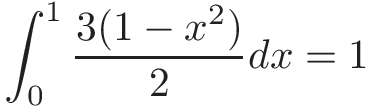 ∫₀¹ 3(1 − x²)/2 dx = 1